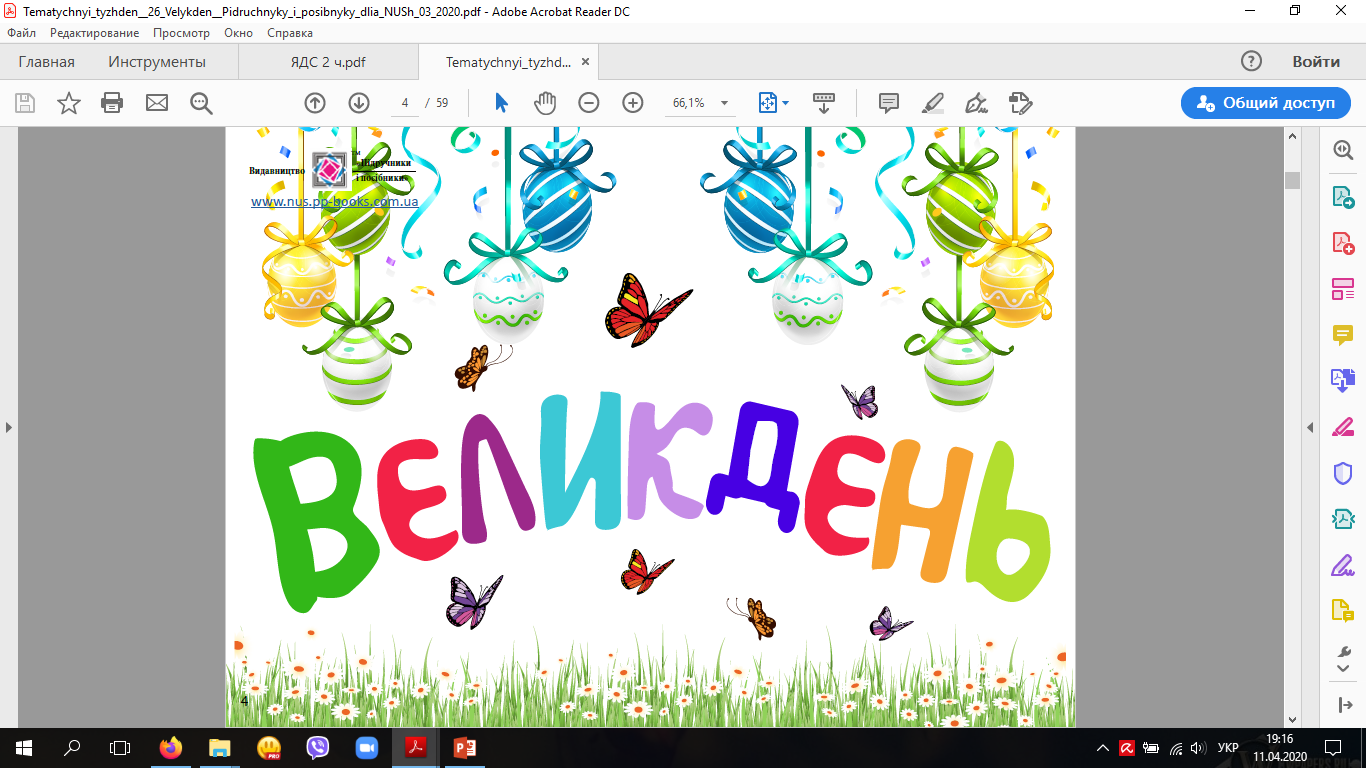 Tematychnyi_tyzhden__26_Velykden__Pidruchnyky_i_posibnyky_dlia_NUSh_03_2020.pdf - Adobe Acrobat Reader DC
Файл Редактирование Просмотр Окно Справка
Главная Инструменты ЯДС 2 ч.pdf Tematychnyi_tyzhd... Войти
4 / 59 66,1% Общий доступ
Видавництво Підручники і посібники ™
www.nus.pp-books.com.ua
ВЕЛИКДЕНЬ
4
PRO
УКР 19:16
11.04.2020